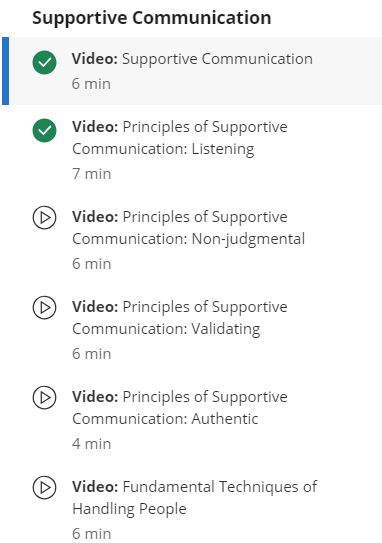 Supportive Communication
Video: Supportive Communication
6 min
Video: Principles of Supportive
Communication: Listening
7 min
Video: Principles of Supportive
Communication: Non-judgmental
6 min
Video: Principles of Supportive
Communication: Validating
6 min
Video: Principles of Supportive
Communication: Authentic
4 min
Video: Fundamental Techniques of
Handling People
6 min